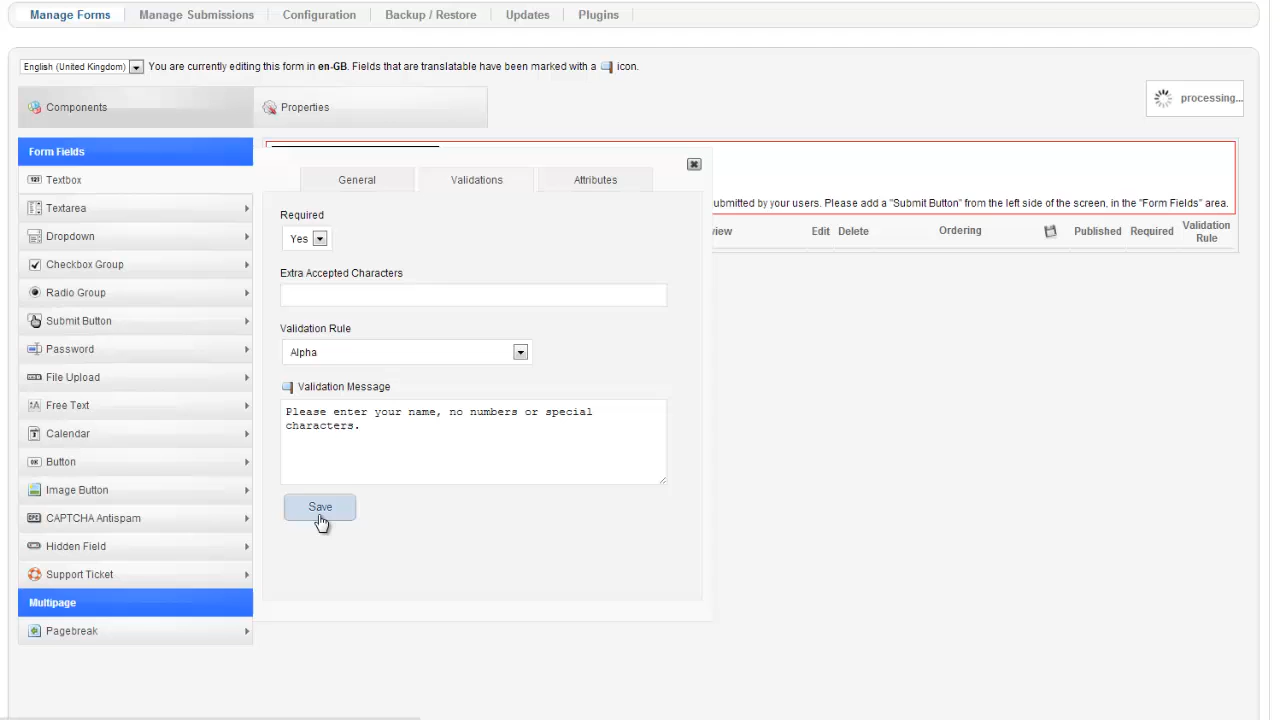 Manage Forms Manage Submissions Configuration Backup / Restore Updates Plugins
English (United Kingdom) You are currently editing this form in en-GB. Fields that are translatable have been marked with a icon.
Components Properties
processing...
Form Fields
Textbox
Textarea
Dropdown
Checkbox Group
Radio Group
Submit Button
Password
File Upload
Free Text
Calendar
Button
Image Button
CAPTCHA Antispam
Hidden Field
Support Ticket
Multipage
Pagebreak
General Validations Attributes
Required
Yes
Extra Accepted Characters
Validation Rule
Alpha
Validation Message
Please enter your name, no numbers or special
characters.
Save
submitted by your users. Please add a "Submit Button" from the left side of the screen, in the "Form Fields" area.
Edit Delete Ordering Published Required Validation
Rule